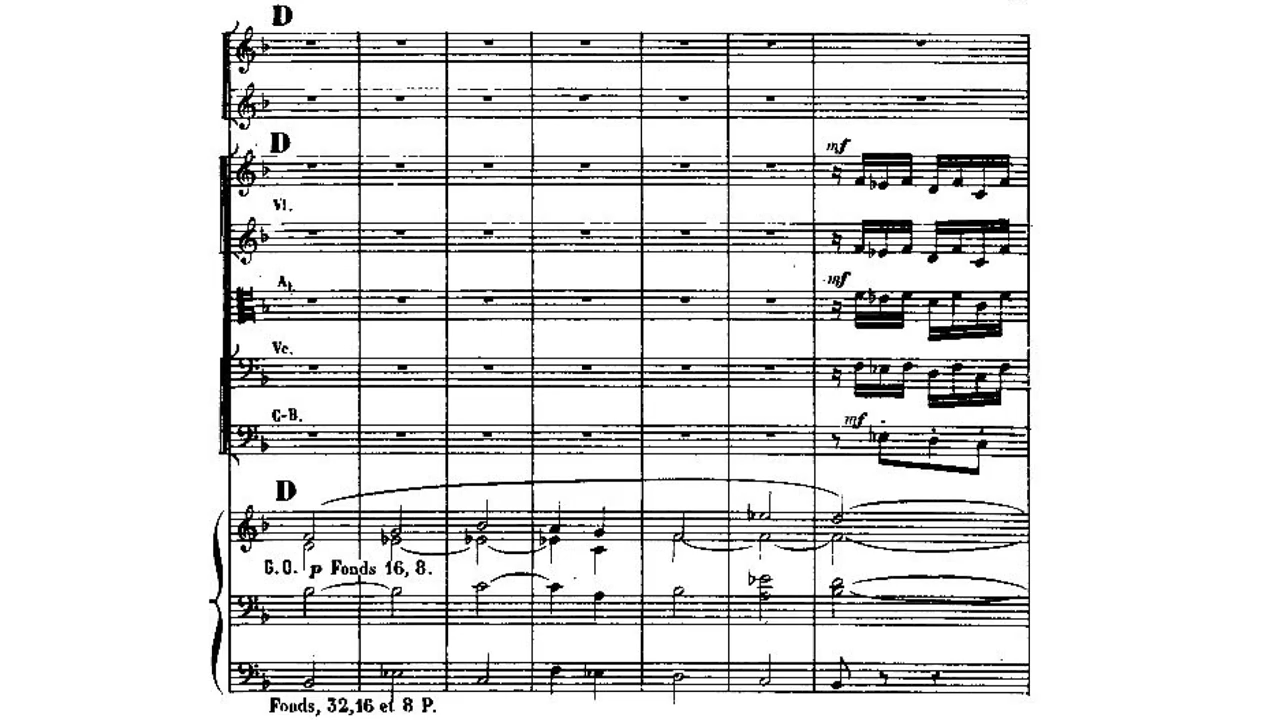 D
D
mf
Vl.
A.
mf
Vc.
C-B.
mf
D
G.O. p Fonds 16, 8.
Fonds, 32,16 et 8 P.